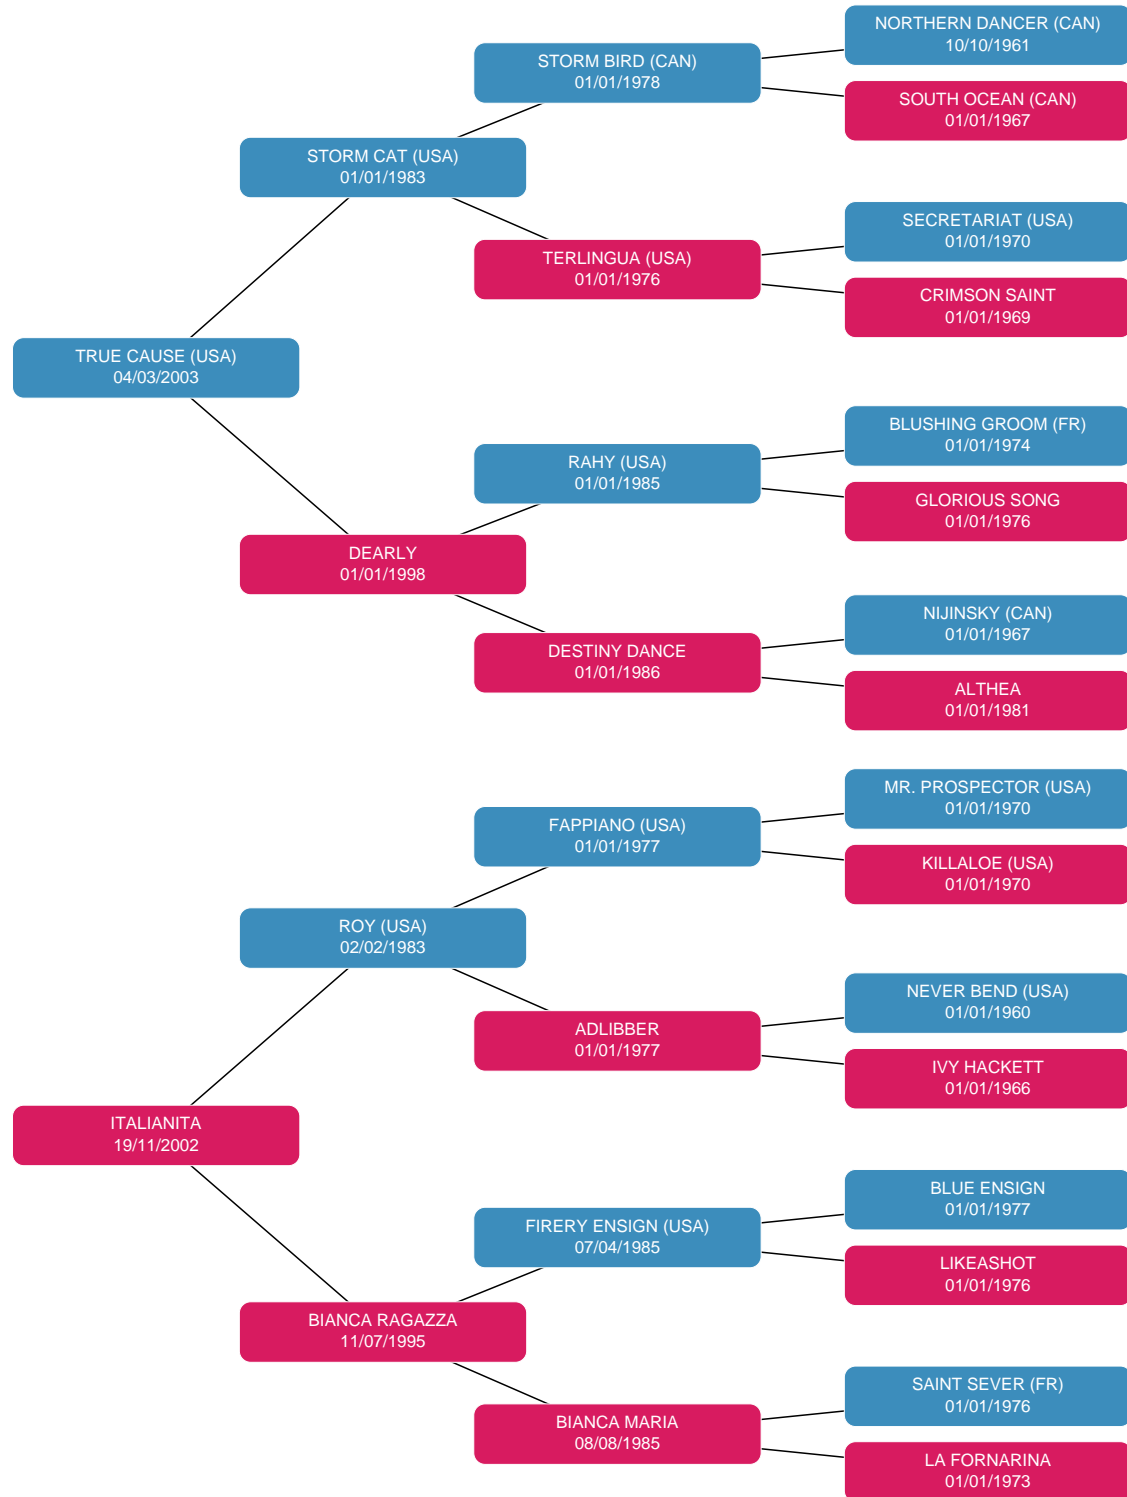 NORTHERN DANCER (CAN)
10/10/1961
STORM BIRD (CAN)
01/01/1978
SOUTH OCEAN (CAN)
01/01/1967
STORM CAT (USA)
01/01/1983
SECRETARIAT (USA)
01/01/1970
TERLINGUA (USA)
01/01/1976
CRIMSON SAINT
01/01/1969
TRUE CAUSE (USA)
04/03/2003
BLUSHING GROOM (FR)
01/01/1974
RAHY (USA)
01/01/1985
GLORIOUS SONG
01/01/1976
DEARLY
01/01/1998
NIJINSKY (CAN)
01/01/1967
DESTINY DANCE
01/01/1986
ALTHEA
01/01/1981
MR. PROSPECTOR (USA)
01/01/1970
FAPPIANO (USA)
01/01/1977
KILLALOE (USA)
01/01/1970
ROY (USA)
02/02/1983
NEVER BEND (USA)
01/01/1960
ADLIBBER
01/01/1977
IVY HACKETT
01/01/1966
ITALIANITA
19/11/2002
BLUE ENSIGN
01/01/1977
FIRERY ENSIGN (USA)
07/04/1985
LIKEASHOT
01/01/1976
BIANCA RAGAZZA
11/07/1995
SAINT SEVER (FR)
01/01/1976
BIANCA MARIA
08/08/1985
LA FORNARINA
01/01/1973